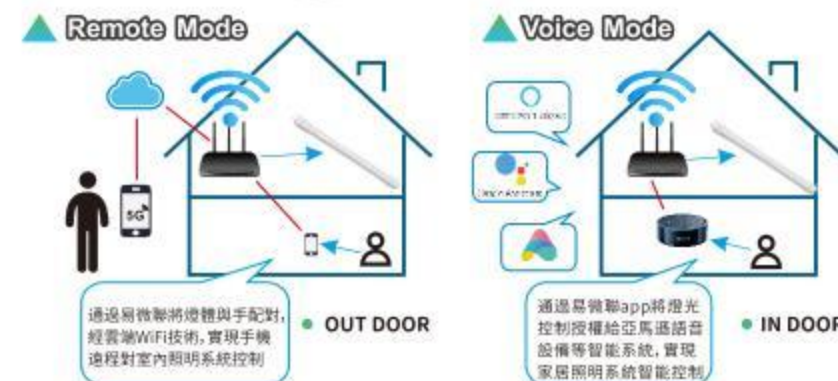 Remote Mode
5G
通過易微聯將燈體與手配對,
經雲端WiFi技術,實現手機
遠程對室內照明系統控制
OUT DOOR
Voice Mode
通過易微聯app將燈光
控制授權給亞馬遜語音
設備等智能系統,實現
家居照明系統智能控制
IN DOOR